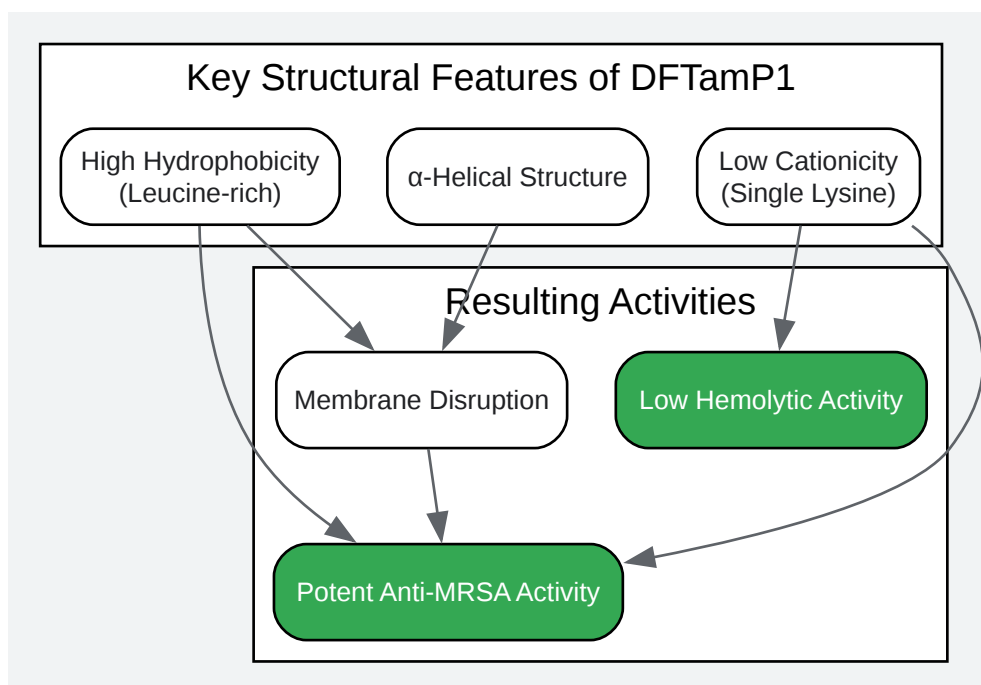 Key Structural Features of DFTamP1
High Hydrophobicity
(Leucine-rich)
α-Helical Structure
Low Cationicity
(Single Lysine)
Resulting Activities
Membrane Disruption
Low Hemolytic Activity
Potent Anti-MRSA Activity